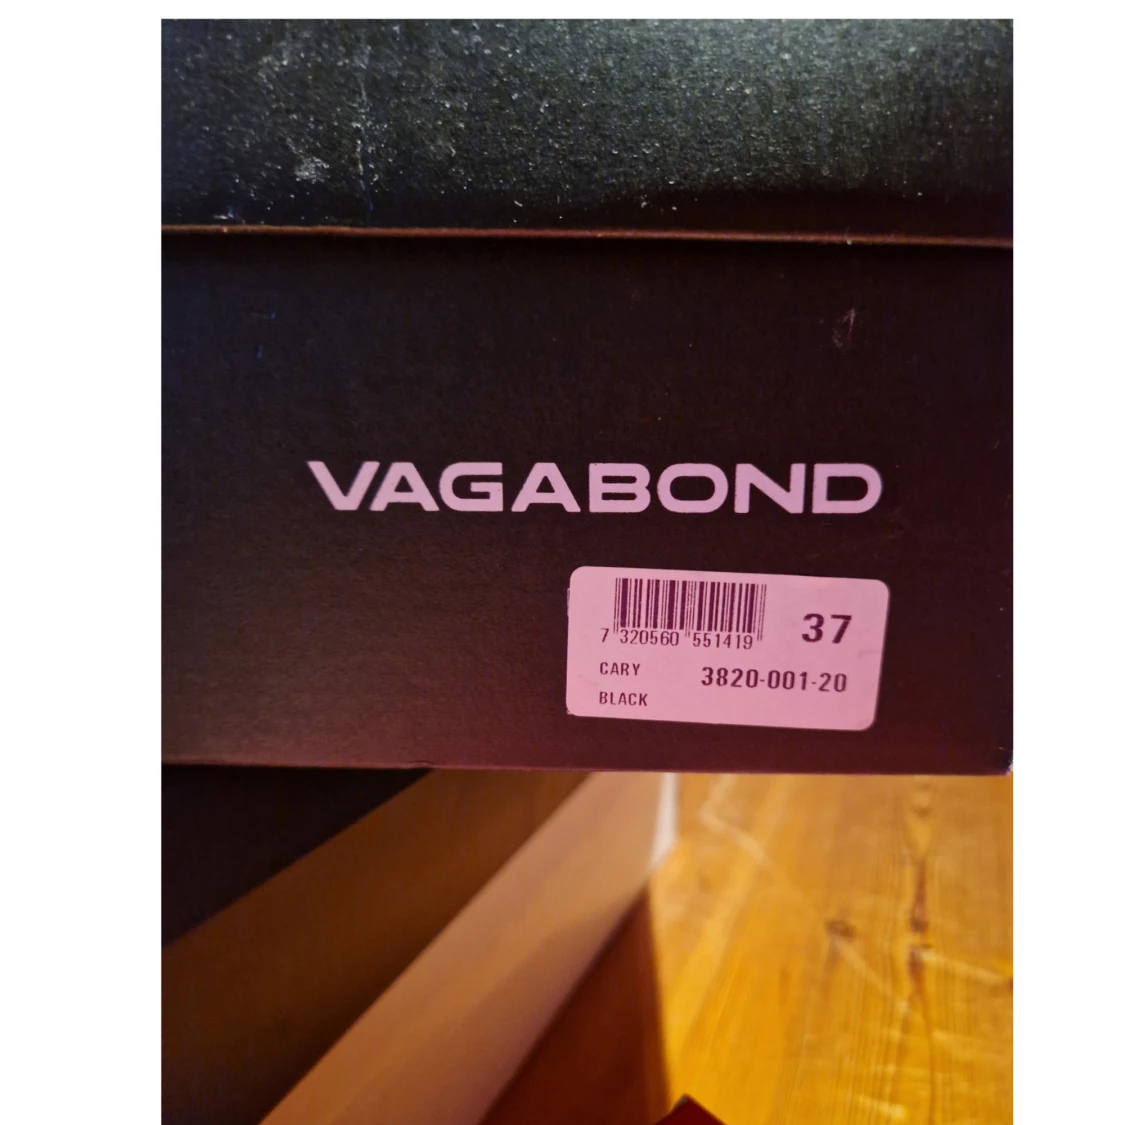 VAGABOND
7 320560 551419
37
CARY
3820-001-20
BLACK